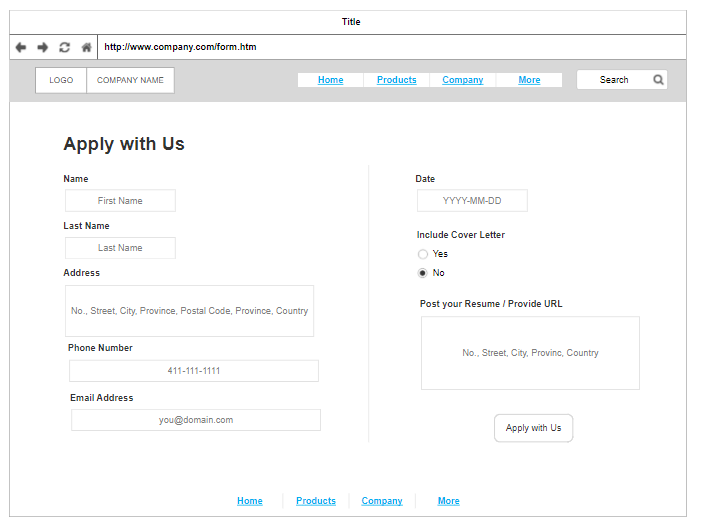 Title
http://www.company.com/form.htm
LOGO COMPANY NAME Home Products Company More Search
Apply with Us
Name
First Name
Last Name
Last Name
Address
No., Street, City, Province, Postal Code, Province, Country
Phone Number
411-111-1111
Email Address
you@domain.com
Date
YYYY-MM-DD
Include Cover Letter
Yes
No
Post your Resume / Provide URL
No., Street, City, Provinc, Country
Apply with Us
Home Products Company More